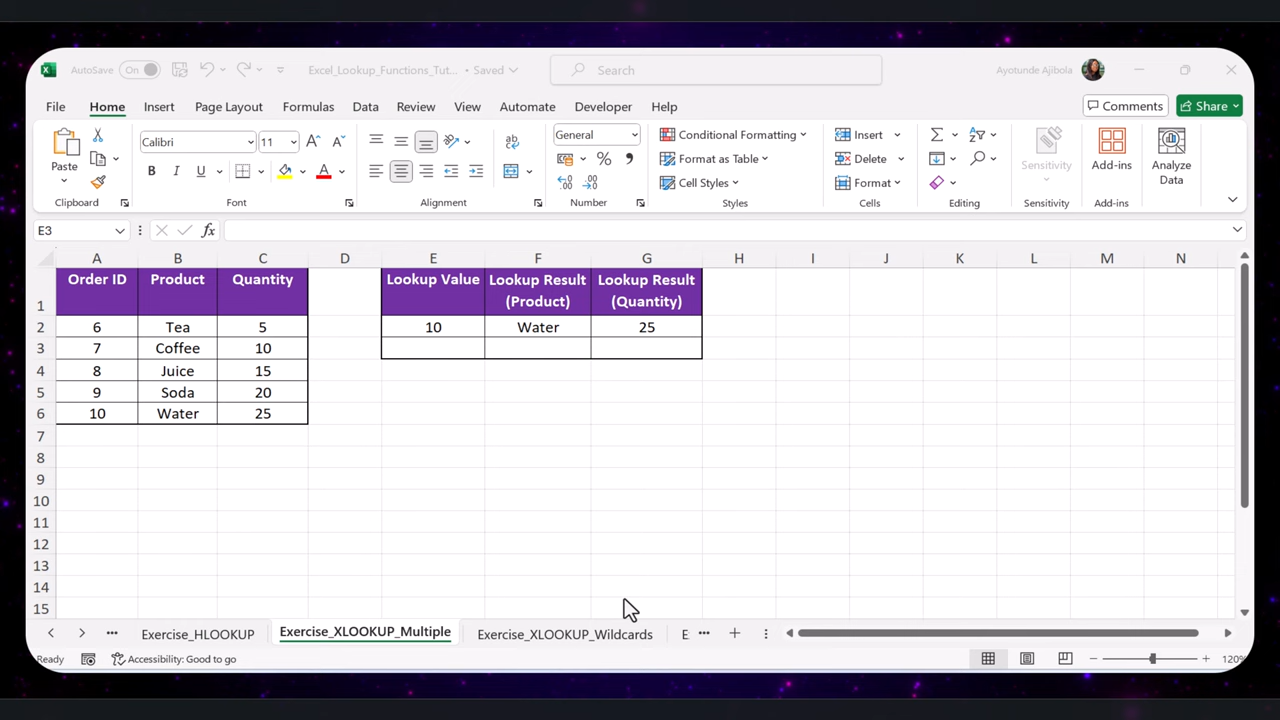 AutoSave On Excel_Lookup_Functions_Tut... • Saved Search Ayotunde Ajibola
File Home Insert Page Layout Formulas Data Review View Automate Developer Help Comments Share
Paste Calibri 11 General Conditional Formatting Insert Sensitivity Add-ins Analyze Data
B I U A % Format as Table Delete
Cell Styles Format
Clipboard Font Alignment Number Styles Cells Editing Sensitivity Add-ins
E3 fx
A B C D E F G H I J K L M N
1 Order ID Product Quantity Lookup Value Lookup Result (Product) Lookup Result (Quantity)
2 6 Tea 5 10 Water 25
3 7 Coffee 10
4 8 Juice 15
5 9 Soda 20
6 10 Water 25
7
8
9
10
11
12
13
14
15
... Exercise_HLOOKUP Exercise_XLOOKUP_Multiple Exercise_XLOOKUP_Wildcards E ...
Ready Accessibility: Good to go 120%